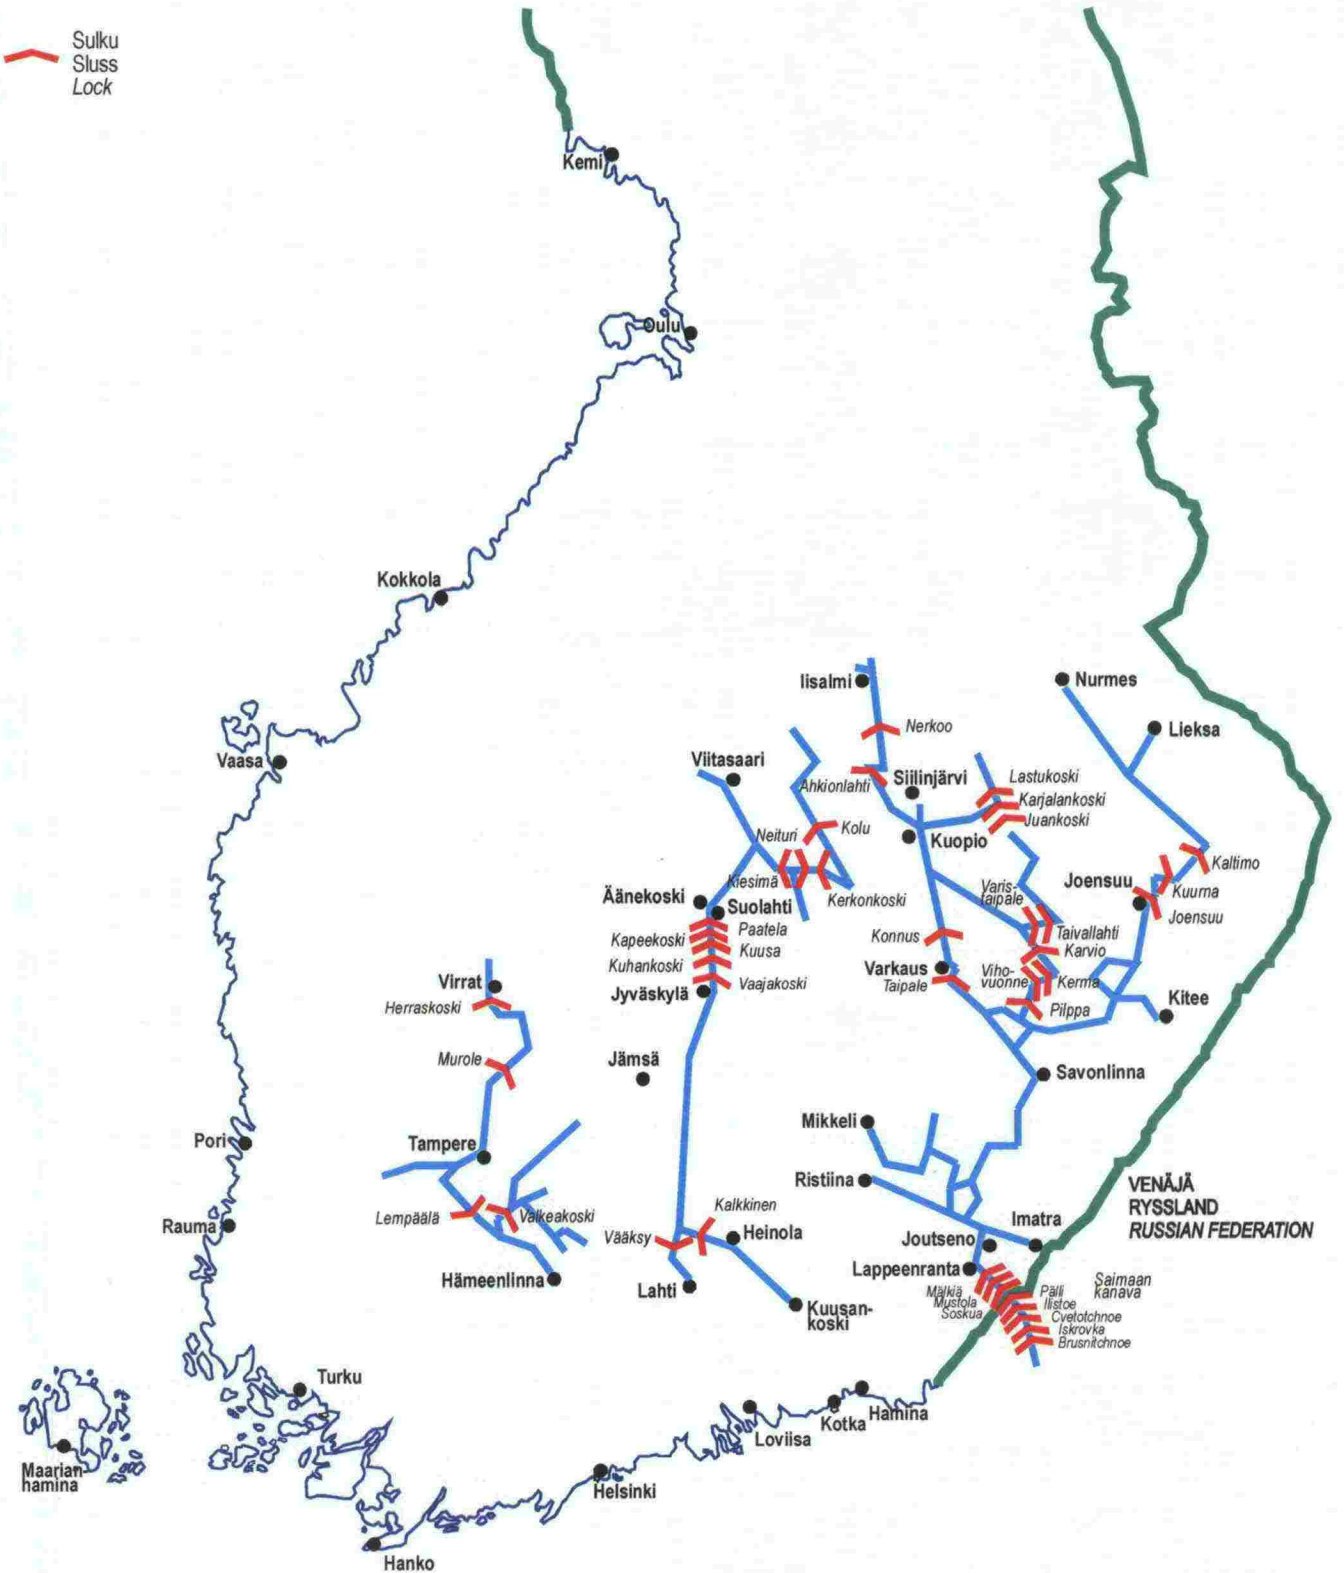 Sulku
Sluss
Lock
Kemi
Oulu
Kokkola
Iisalmi
Nurmes
Nerkoo
Lieksa
Vaasa
Viitasaari
Ahkionlahti
Siilinjärvi
Lastukoski
Karjalankoski
Juankoski
Neituri
Kolu
Kuopio
Kaltimo
Kiesimä
Kerkonkoski
Varis-
taipale
Joensuu
Kuurna
Joensuu
Äänekoski
Suolahti
Kapeekoski
Paatela
Kuusa
Kuhankoski
Vaajakoski
Jyväskylä
Konnus
Taivallahti
Karvio
Varkaus
Taipale
Viho-
vuonne
Kerma
Pilppa
Kitee
Virrat
Herraskoski
Murole
Jämsä
Savonlinna
Mikkeli
Pori
Tampere
Ristiina
VENÄJÄ
RYSSLAND
RUSSIAN FEDERATION
Rauma
Lempäälä
Valkeakoski
Kalkkinen
Vääksy
Heinola
Joutseno
Imatra
Hämeenlinna
Lahti
Kuusan-
koski
Lappeenranta
Mälkiä
Mustola
Soskua
Pälli
Ilistoe
Cvetotchnoe
Iskrovka
Brusnitchnoe
Saimaan
kanava
Turku
Maarian-
hamina
Loviisa
Kotka
Hamina
Helsinki
Hanko